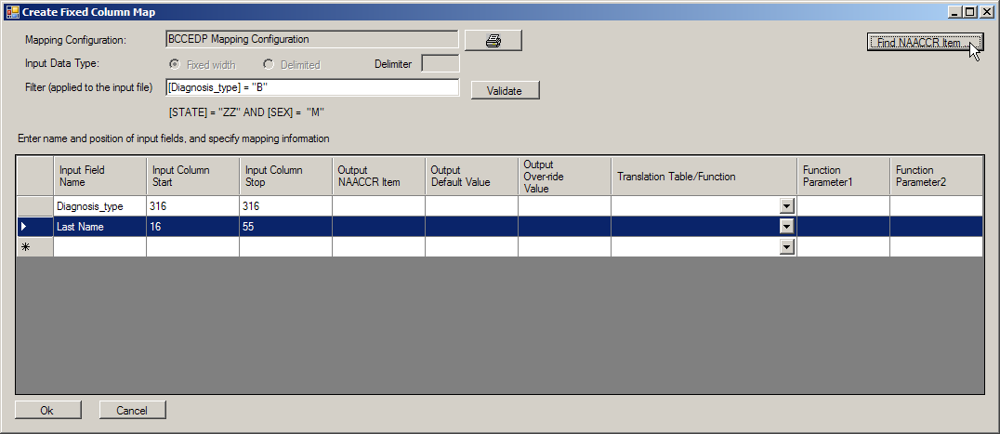 Create Fixed Column Map
Mapping Configuration: BCCEDP Mapping Configuration
Find NAACCR Item ...
Input Data Type: Fixed width Delimited Delimiter
Filter (applied to the input file) [Diagnosis_type] = "B" Validate
[STATE] = "ZZ" AND [SEX] = "M"
Enter name and position of input fields, and specify mapping information
Input Field Name Input Column Start Input Column Stop Output NAACCR Item Output Default Value Output Over-ride Value Translation Table/Function Function Parameter1 Function Parameter2
Diagnosis_type 316 316
Last Name 16 55
Ok Cancel